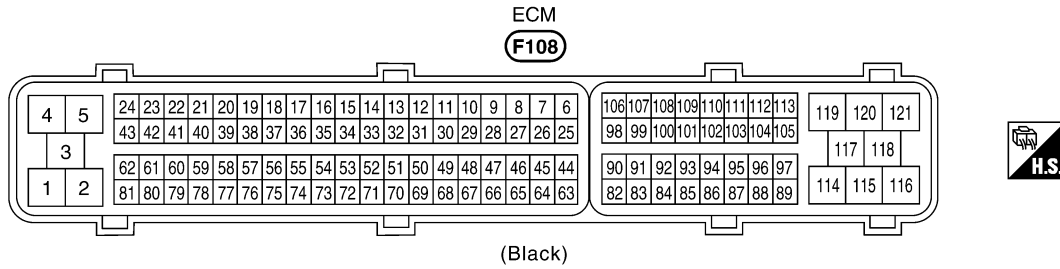 ECM
F108
4 5 24 23 22 21 20 19 18 17 16 15 14 13 12 11 10 9 8 7 6 106 107 108 109 110 111 112 113 119 120 121
43 42 41 40 39 38 37 36 35 34 33 32 31 30 29 28 27 26 25 98 99 100 101 102 103 104 105
3 117 118
62 61 60 59 58 57 56 55 54 53 52 51 50 49 48 47 46 45 44 90 91 92 93 94 95 96 97
1 2 81 80 79 78 77 76 75 74 73 72 71 70 69 68 67 66 65 64 63 82 83 84 85 86 87 88 89 114 115 116
H.S.
(Black)